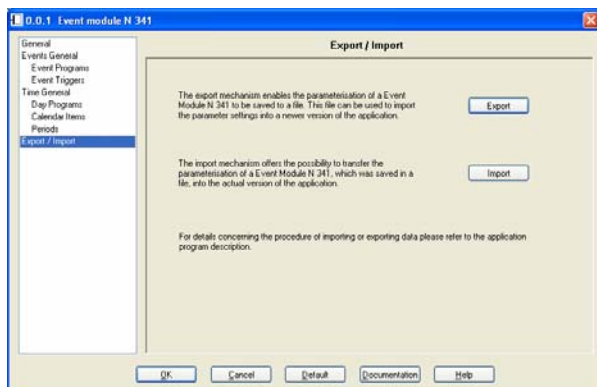 0.0.1 Event module N 341
General
Events General
Event Programs
Event Triggers
Time General
Day Programs
Calendar Items
Periods
Export / Import
Export / Import
The export mechanism enables the parameterisation of a Event
Module N 341 to be saved to a file. This file can be used to import
the parameter settings into a newer version of the application.
Export
The import mechanism offers the possibility to transfer the
parameterisation of a Event Module N 341, which was saved in a
file, into the actual version of the application.
Import
For details concerning the procedure of importing or exporting data please refer to the application
program description.
OK
Cancel
Default
Documentation
Help